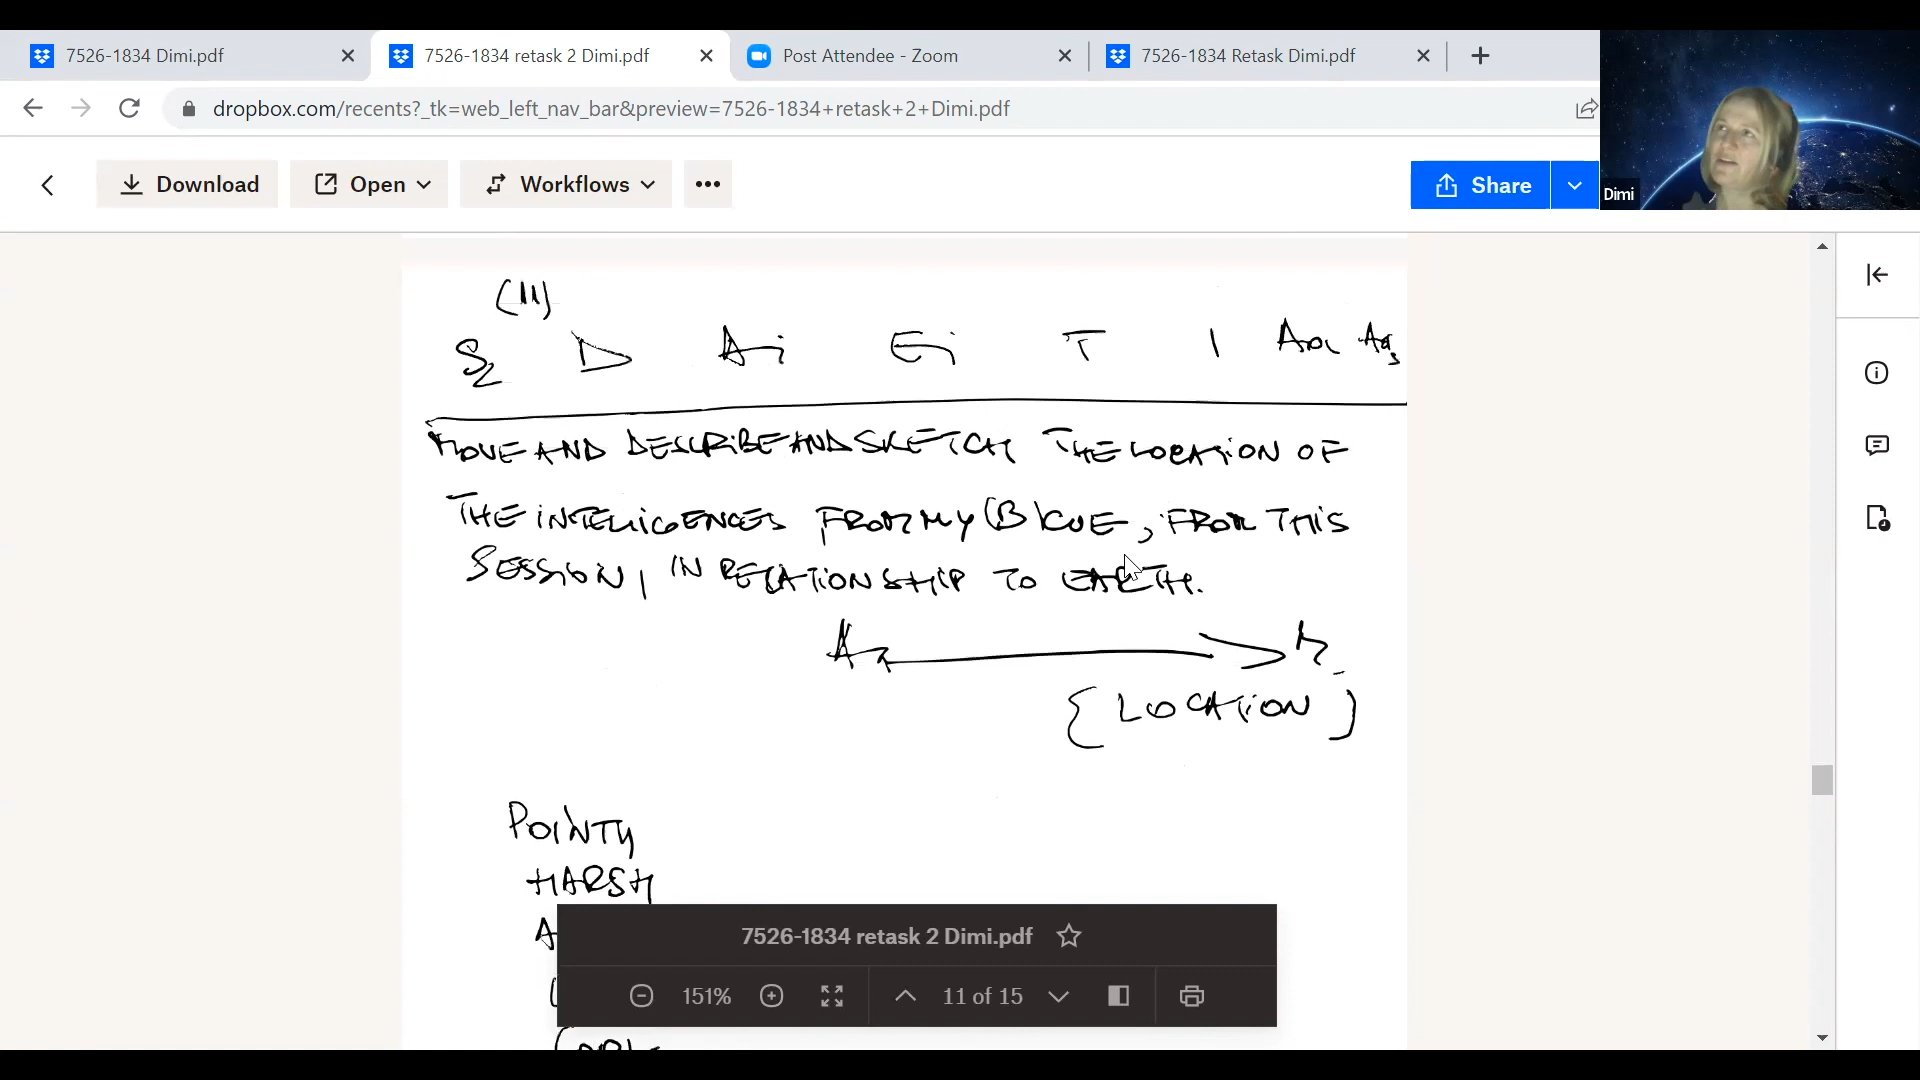 7526-1834 Dimi.pdf
7526-1834 retask 2 Dimi.pdf
Post Attendee - Zoom
7526-1834 Retask Dimi.pdf
dropbox.com/recents?_tk=web_left_nav_bar&preview=7526-1834+retask+2+Dimi.pdf
Download
Open
Workflows
Share
Dimi
(11)
S2 D Ai Ei T I AOL
MOVE AND DESCRIBE AND SKETCH THE LOCATION OF
THE INTELLIGENCES FROM MY (B) CUE, FROM THIS
SESSION, IN RELATIONSHIP TO EARTH.
{LOCATION}
POINTY
HARSH
7526-1834 retask 2 Dimi.pdf
151%
11 of 15